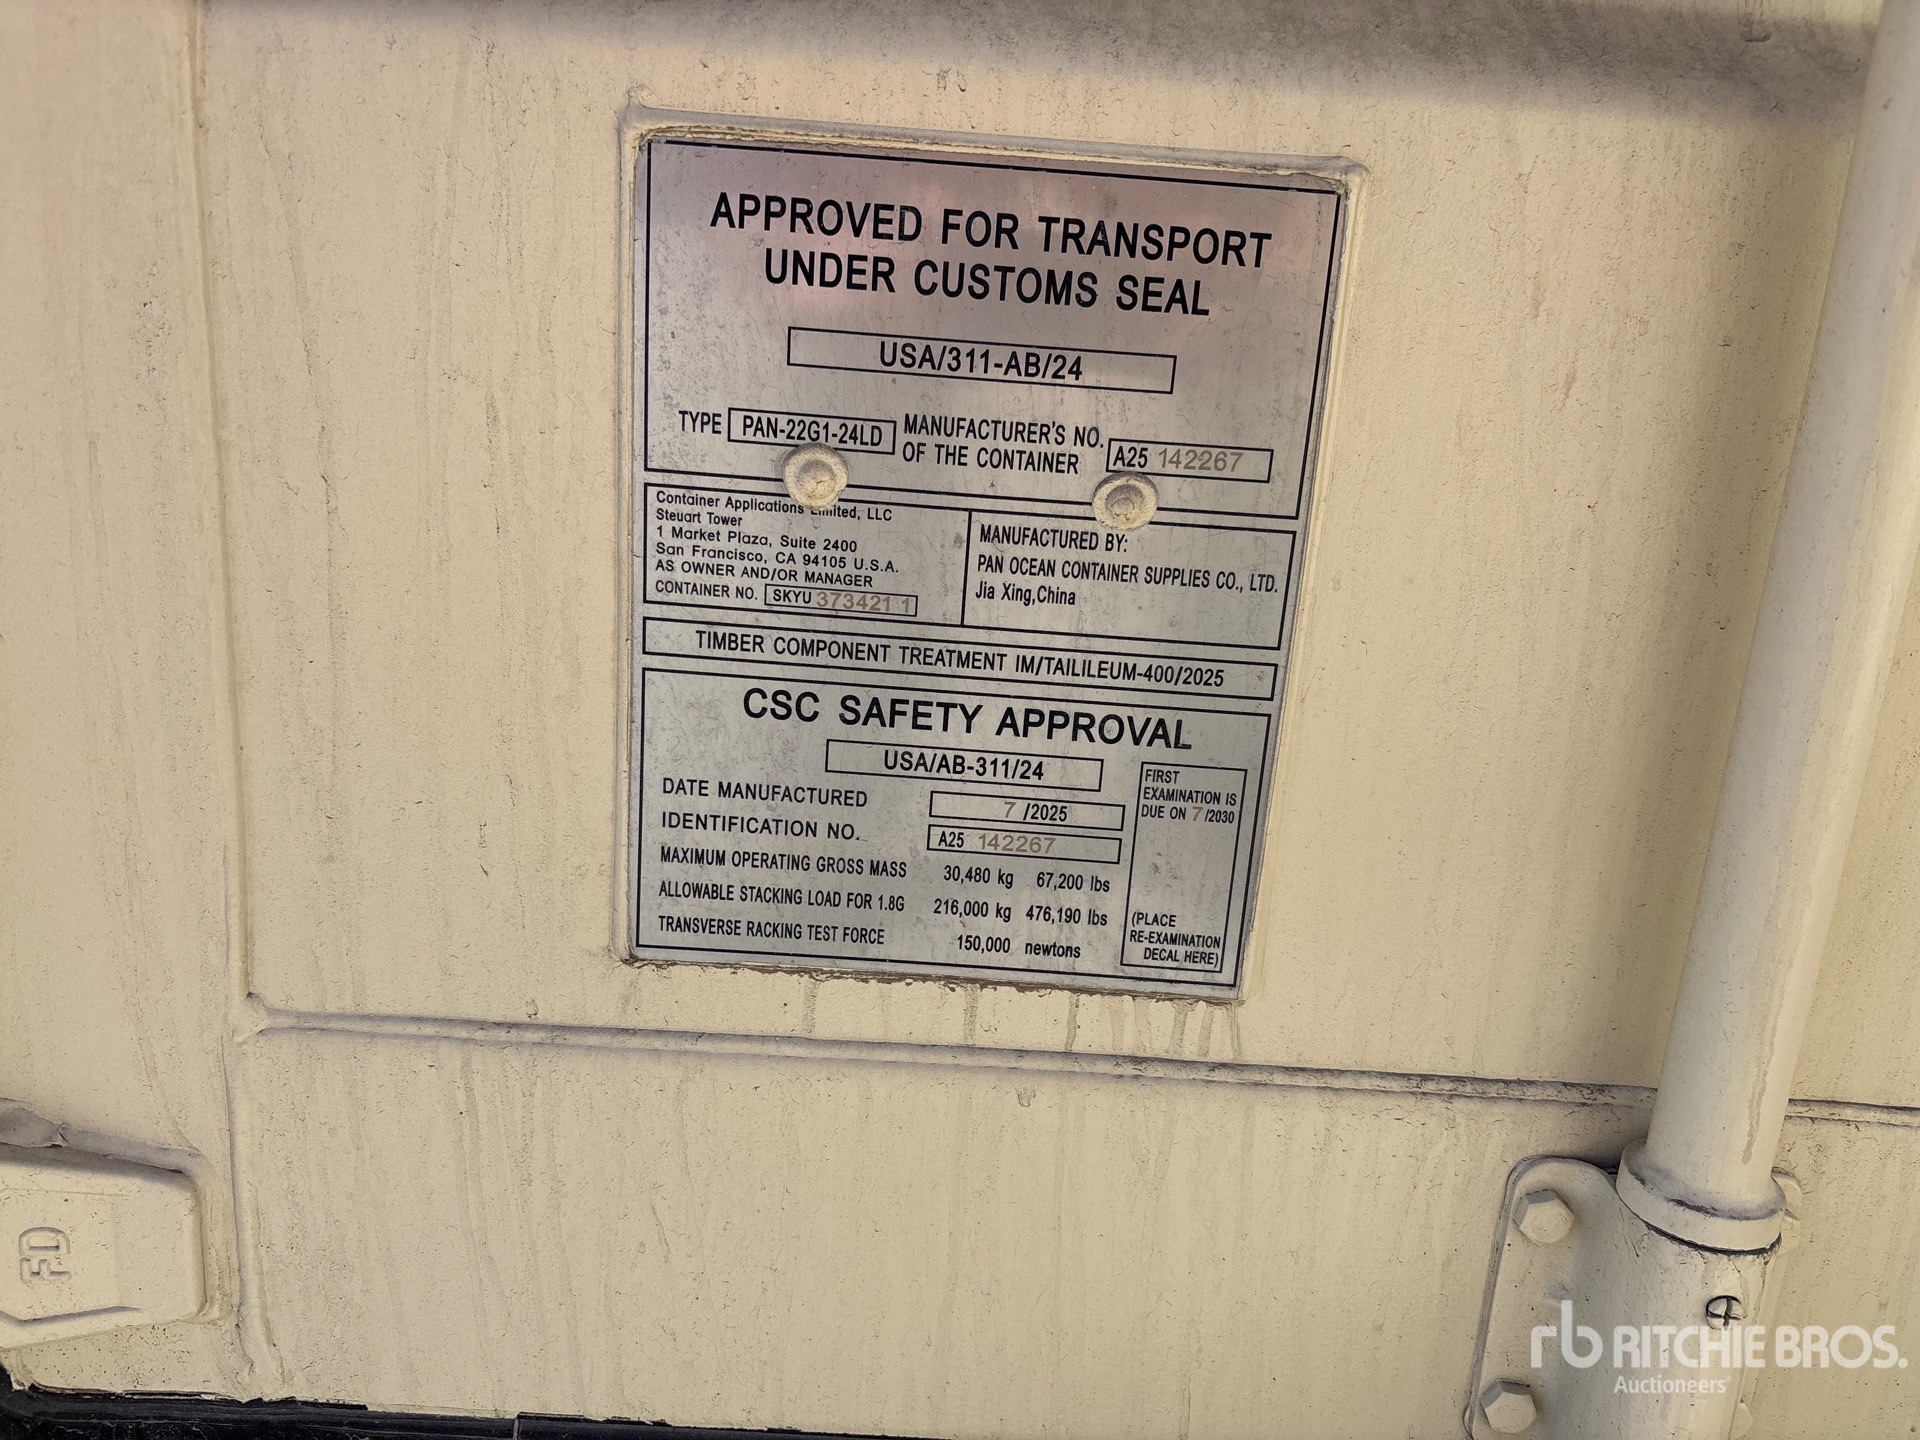 APPROVED FOR TRANSPORT
UNDER CUSTOMS SEAL
USA/311-AB/24
TYPE PAN-22G1-24LD MANUFACTURER'S NO. OF THE CONTAINER A25 142267
Container Applications Limited, LLC
Steuart Tower
1 Market Plaza, Suite 2400
San Francisco, CA 94105 U.S.A.
AS OWNER AND/OR MANAGER
CONTAINER NO. SKYU 373421 1
MANUFACTURED BY:
PAN OCEAN CONTAINER SUPPLIES CO., LTD.
Jia Xing,China
TIMBER COMPONENT TREATMENT IM/TAILILEUM-400/2025
CSC SAFETY APPROVAL
USA/AB-311/24
DATE MANUFACTURED 7 /2025
IDENTIFICATION NO. A25 142267
MAXIMUM OPERATING GROSS MASS 30,480 kg 67,200 lbs
ALLOWABLE STACKING LOAD FOR 1.8G 216,000 kg 476,190 lbs
TRANSVERSE RACKING TEST FORCE 150,000 newtons
FIRST
EXAMINATION IS
DUE ON 7 /2030
(PLACE
RE-EXAMINATION
DECAL HERE)
FD
rb RITCHIE BROS.
Auctioneers